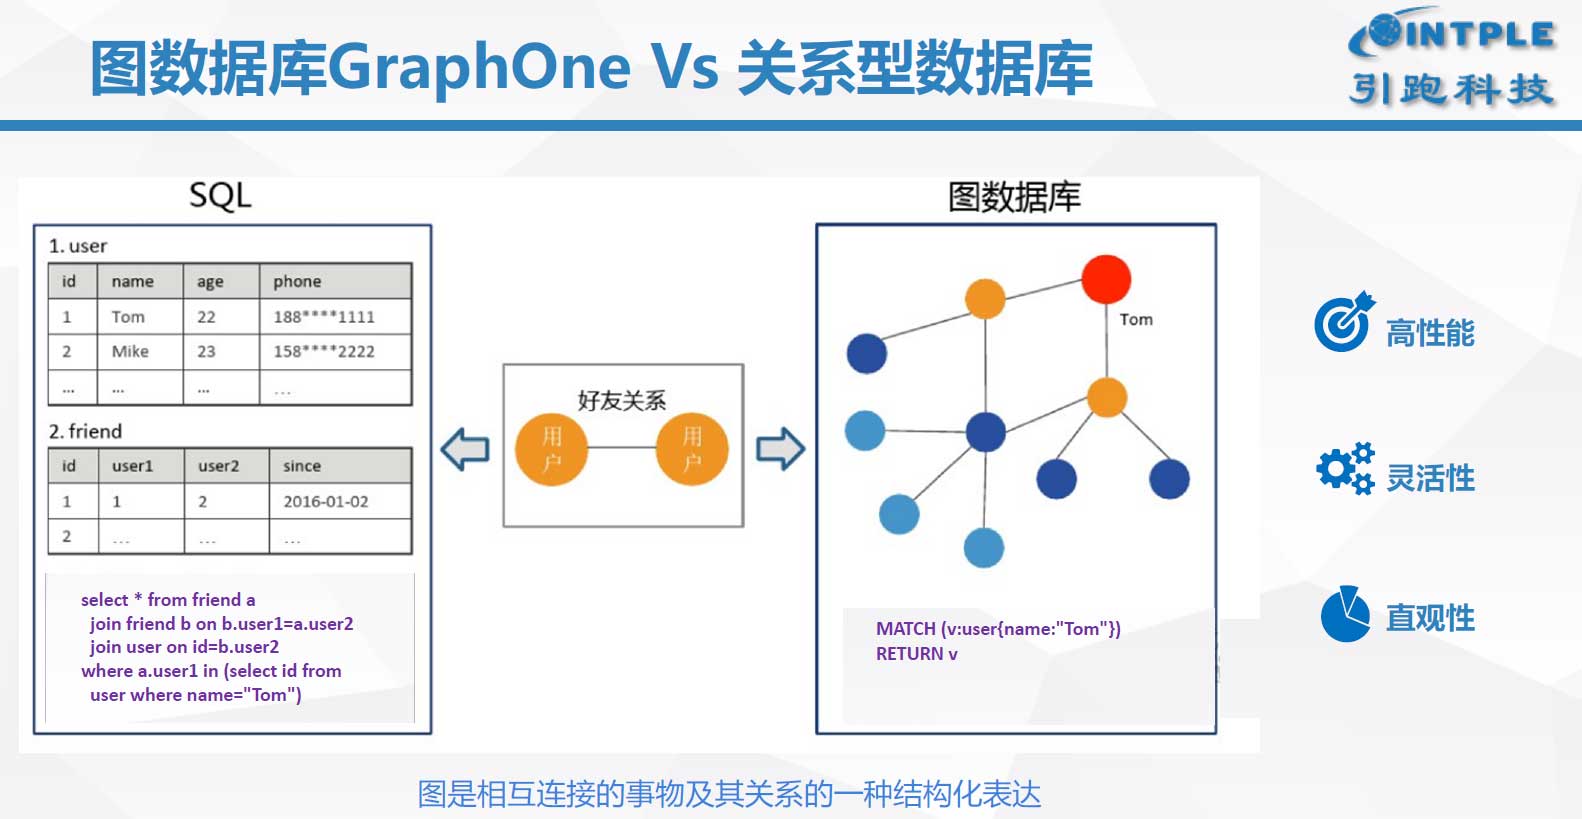 图数据库GraphOne Vs 关系型数据库
INTPLE
引跑科技
SQL
1. user
id name age phone
1 Tom 22 188****1111
2 Mike 23 158****2222
... ... ... ...
2. friend
id user1 user2 since
1 1 2 2016-01-02
2 ... ... ...
select * from friend a
join friend b on b.user1=a.user2
join user on id=b.user2
where a.user1 in (select id from
user where name="Tom")
好友关系
用户
用户
图数据库
Tom
MATCH (v:user{name:"Tom"})
RETURN v
高性能
灵活性
直观性
图是相互连接的事物及其关系的一种结构化表达